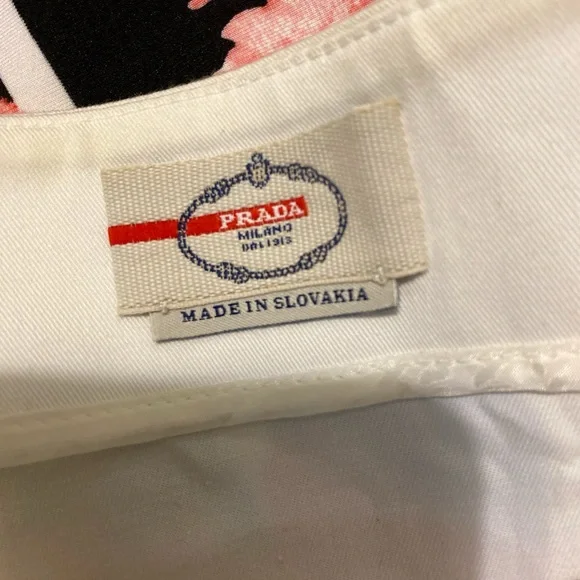 PRADA
MILANO
DAL 1913
MADE IN SLOVAKIA